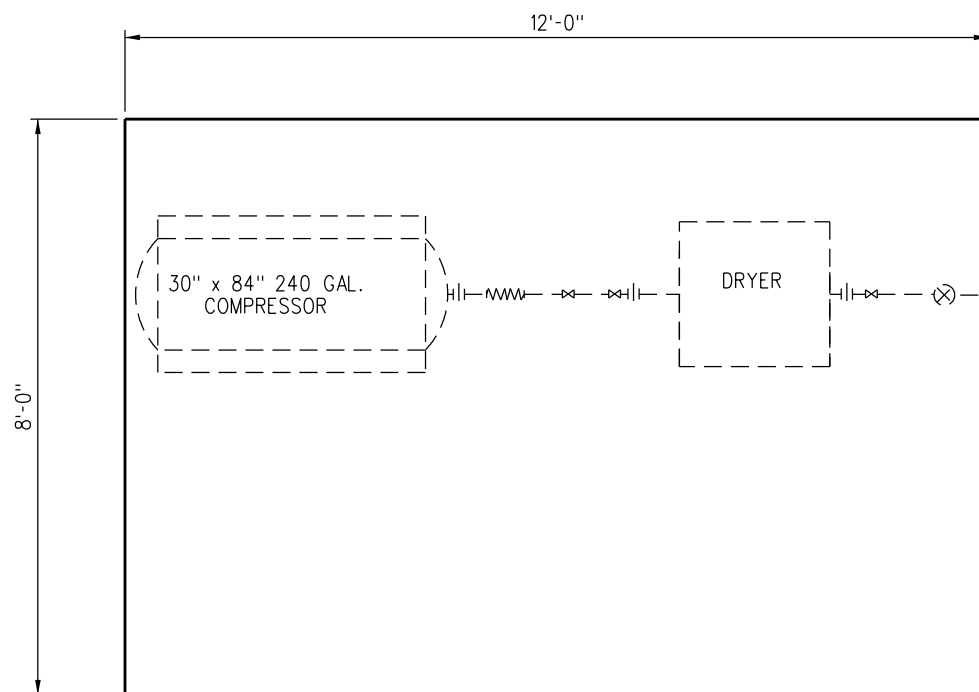 12'-0"
8'-0"
30" x 84" 240 GAL.
COMPRESSOR
DRYER